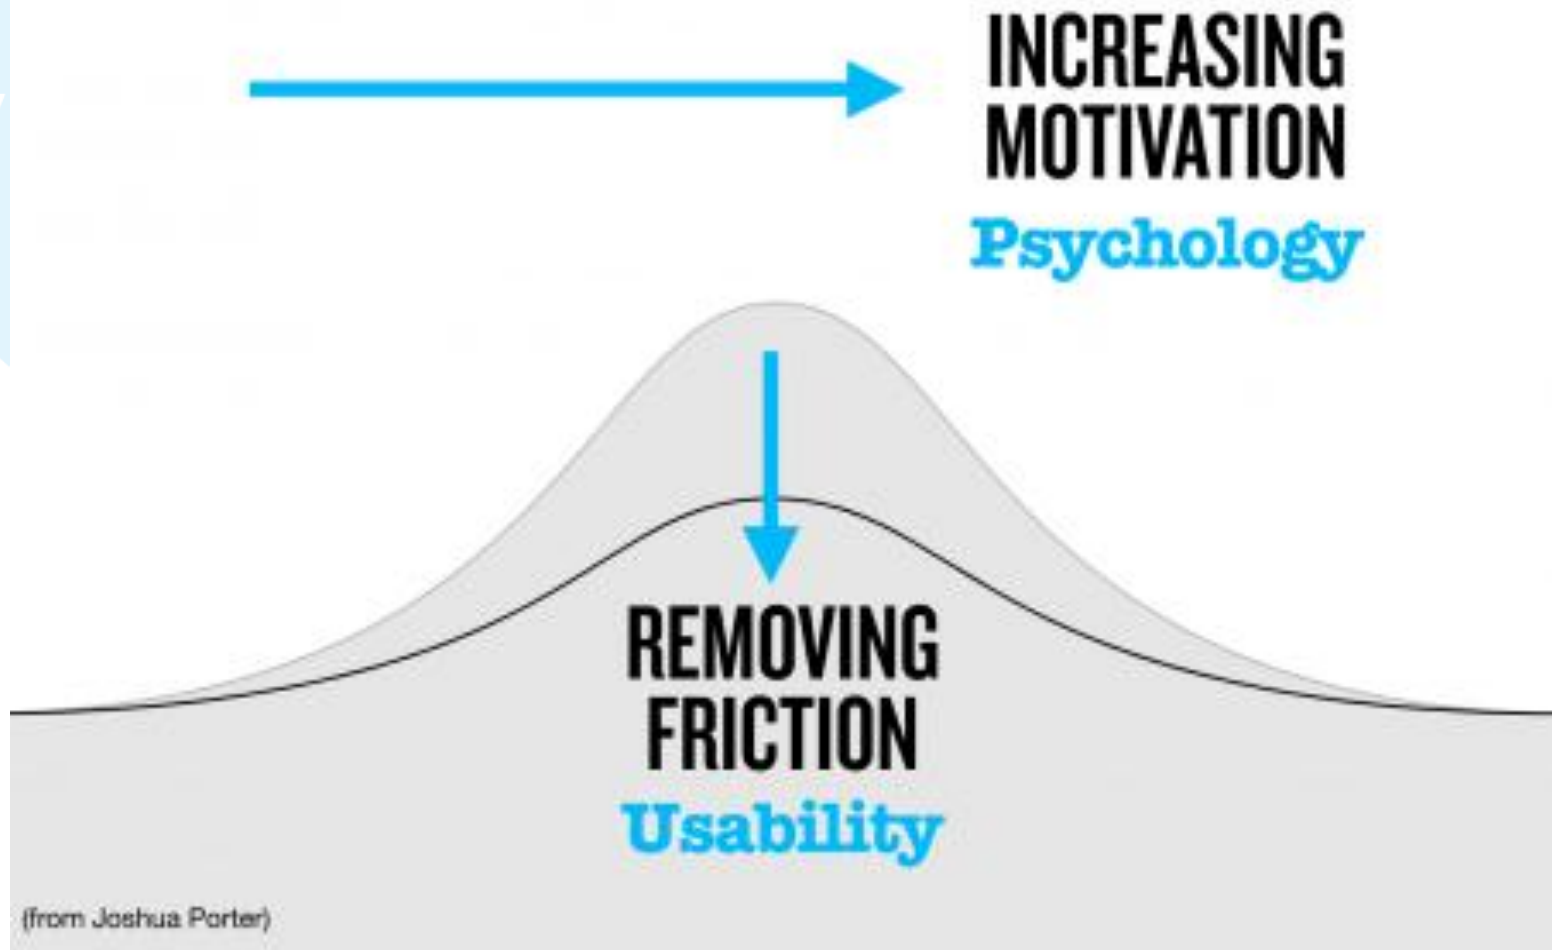 INCREASING
MOTIVATION
Psychology
REMOVING
FRICTION
Usability
(from Joshua Porter)